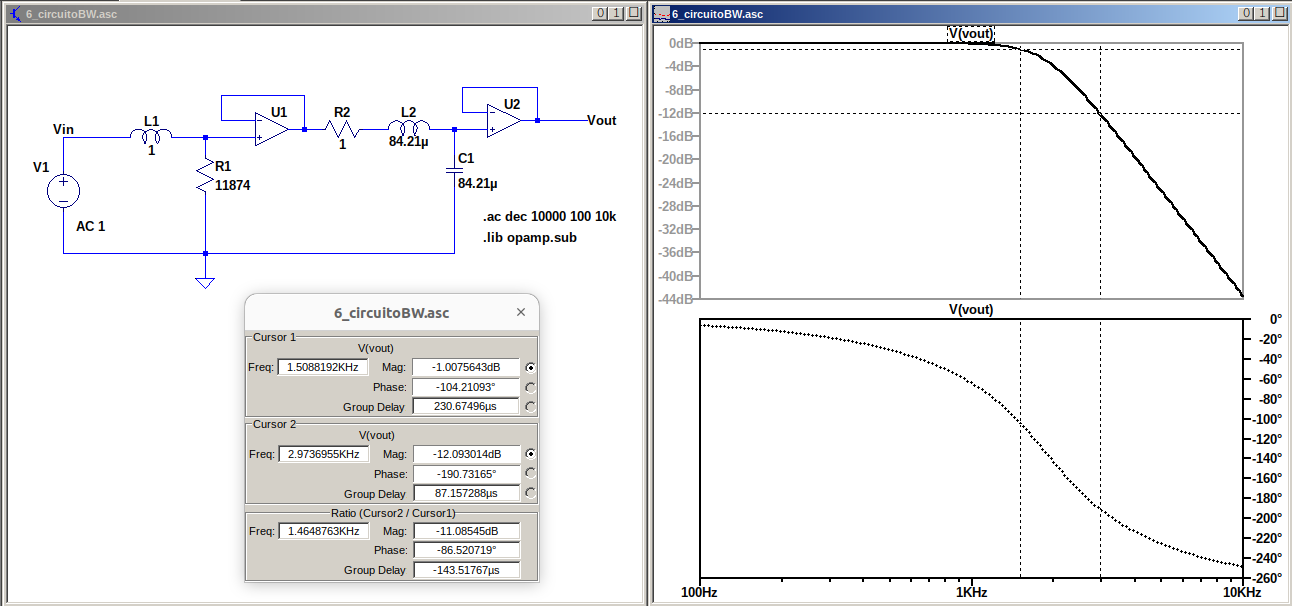 6_circuitoBW.asc
0 1
Vin
L1
1
V1
AC 1
R1
11874
U1
R2
1
L2
84.21µ
U2
Vout
C1
84.21µ
.ac dec 10000 100 10k
.lib opamp.sub
6_circuitoBW.asc
Cursor 1
V(vout)
Freq: 1.5088192KHz Mag: -1.0075643dB
Phase: -104.21093°
Group Delay 230.67496µs
Cursor 2
V(vout)
Freq: 2.9736955KHz Mag: -12.093014dB
Phase: -190.73165°
Group Delay 87.157288µs
Ratio (Cursor2 / Cursor1)
Freq: 1.4648763KHz Mag: -11.08545dB
Phase: -86.520719°
Group Delay -143.51767µs
6_circuitoBW.asc
0 1
V(vout)
0dB
-4dB
-8dB
-12dB
-16dB
-20dB
-24dB
-28dB
-32dB
-36dB
-40dB
-44dB
V(vout)
0°
-20°
-40°
-60°
-80°
-100°
-120°
-140°
-160°
-180°
-200°
-220°
-240°
-260°
100Hz 1KHz 10KHz